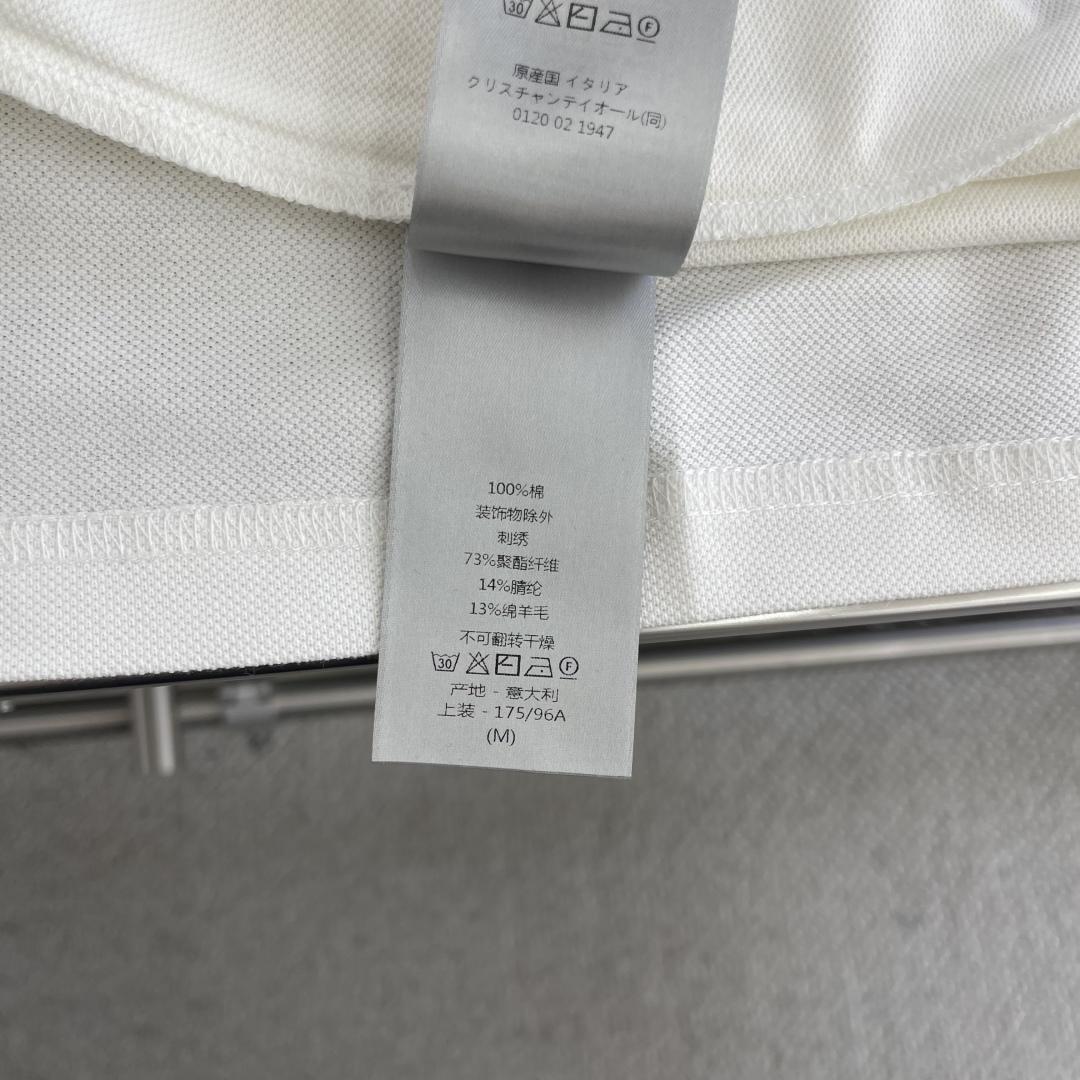 原産国 イタリア
クリスチャンディオール(同)
0120 02 1947
100%棉
装饰物除外
刺绣
73%聚酯纤维
14%腈纶
13%绵羊毛
不可翻转干燥
30 F
产地 - 意大利
上装 - 175/96A
(M)